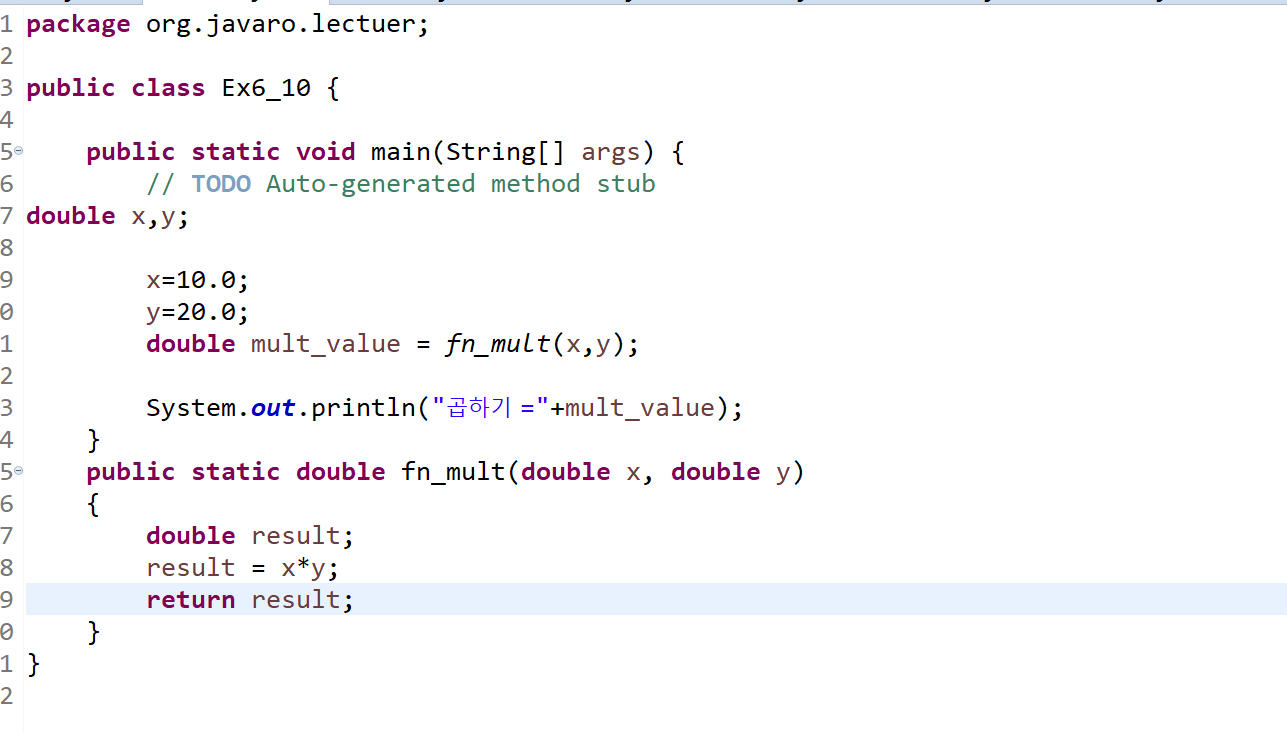 1 package org.javaro.lectuer;
2
3 public class Ex6_10 {
4
5 public static void main(String[] args) {
6 // TODO Auto-generated method stub
7 double x,y;
8
9 x=10.0;
0 y=20.0;
1 double mult_value = fn_mult(x,y);
2
3 System.out.println("곱하기 ="+mult_value);
4 }
5 public static double fn_mult(double x, double y)
6 {
7 double result;
8 result = x*y;
9 return result;
0 }
1 }
2